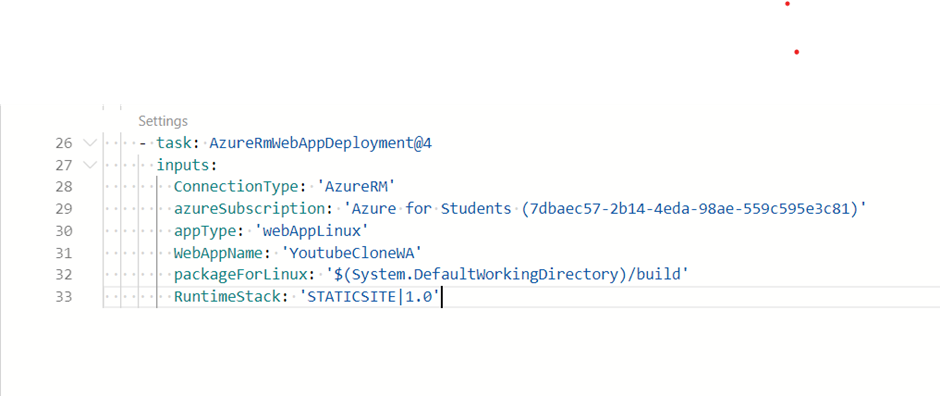 Settings
26 - task: AzureRmWebAppDeployment@4
27 inputs:
28 ConnectionType: 'AzureRM'
29 azureSubscription: 'Azure for Students (7dbaec57-2b14-4eda-98ae-559c595e3c81)'
30 appType: 'webAppLinux'
31 WebAppName: 'YoutubeCloneWA'
32 packageForLinux: '$(System.DefaultWorkingDirectory)/build'
33 RuntimeStack: 'STATICSITE|1.0'